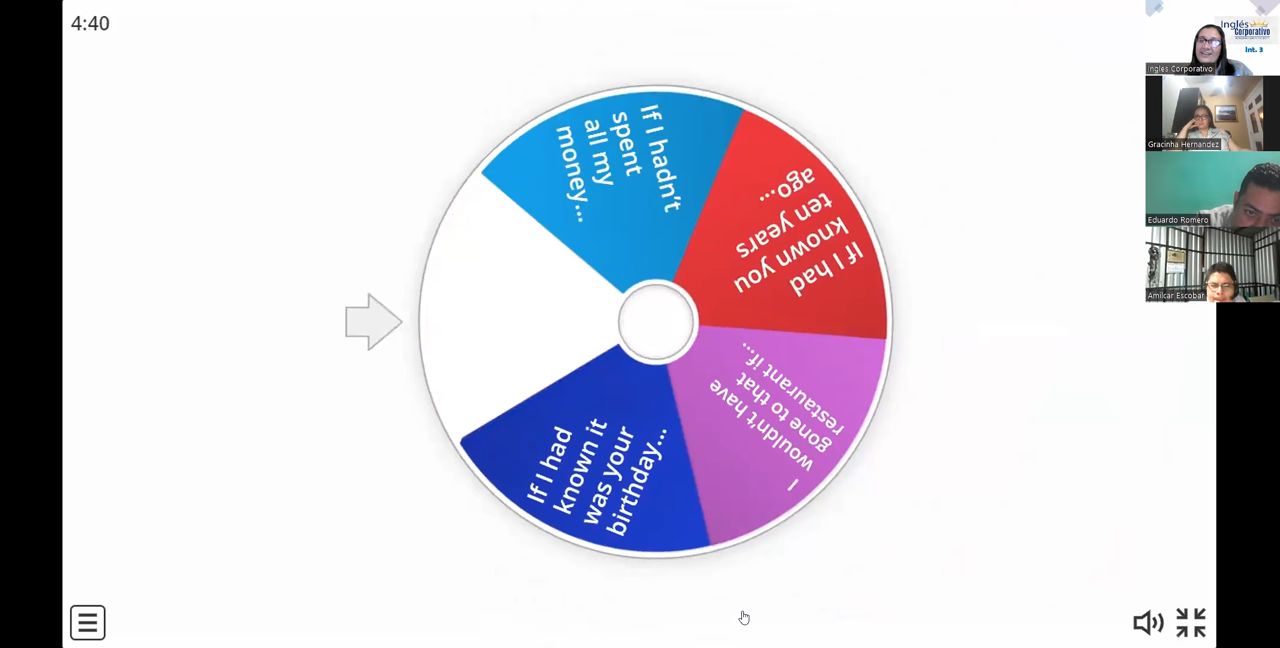 4:40
If I hadn't
spent
all my
money...
If I had
known you
ten years
ago...
I
wouldn't have
gone to that
restaurant if...
If I had
known it
was your
birthday...
Inglés
Corporativo
Int. 3
Ingles Corporativo
Gracinha Hernandez
Eduardo Romero
Amilcar Escobar